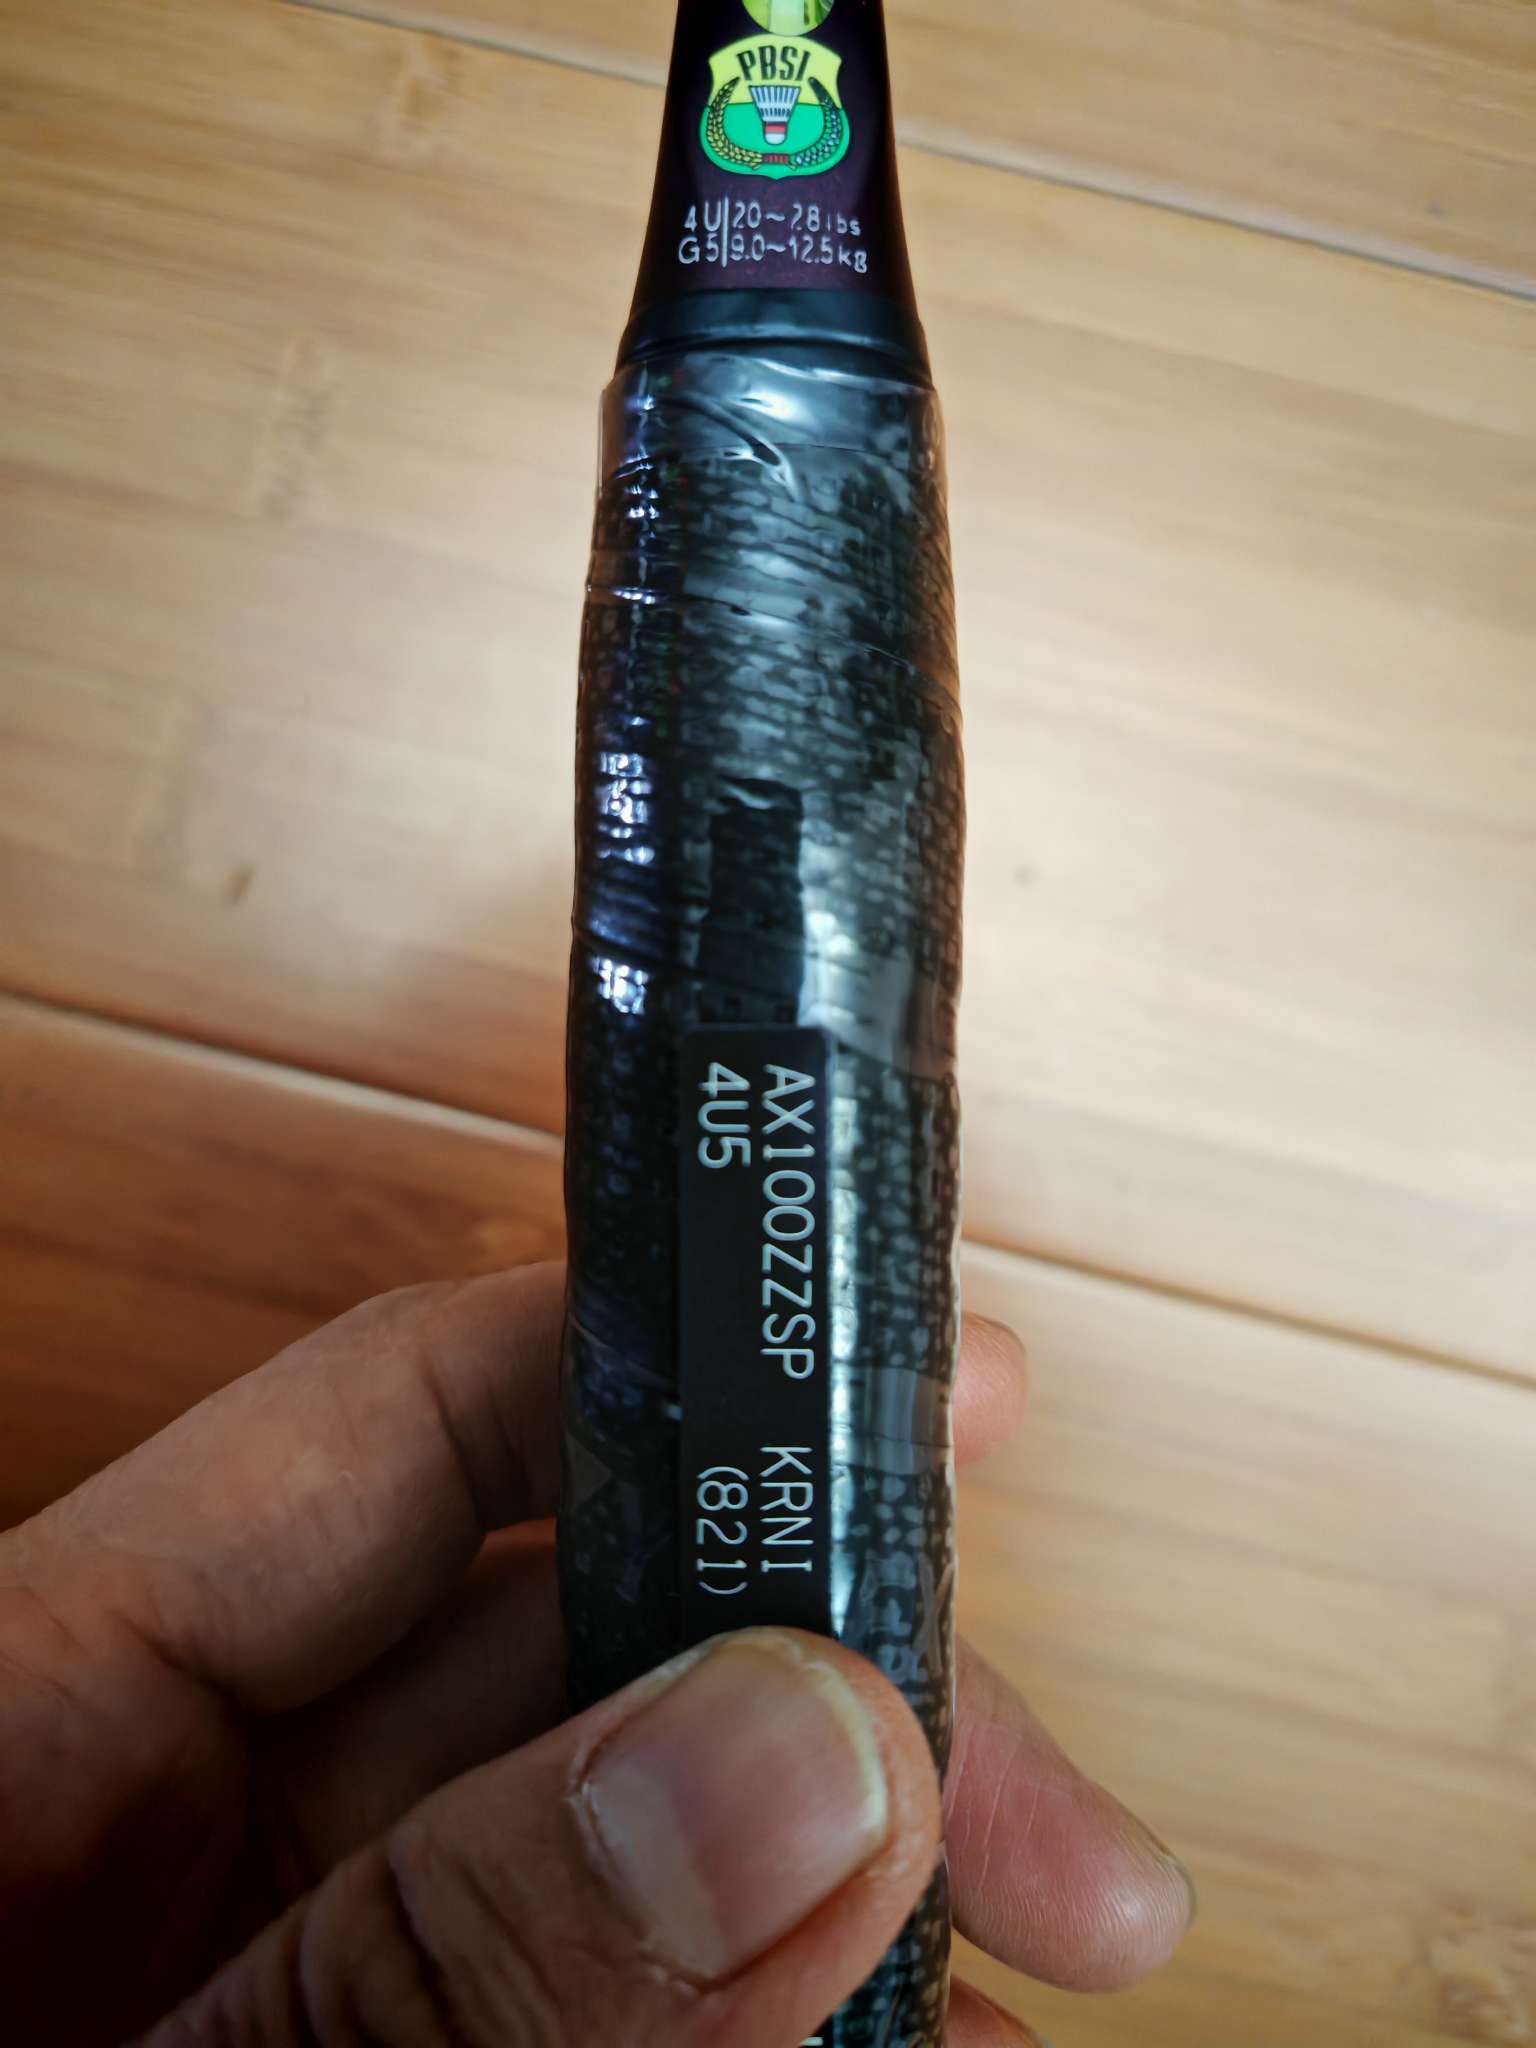 PBSI
4U|20~28lbs
G5|9.0~12.5kg
AX100ZZSP KRNI
4U5 (821)